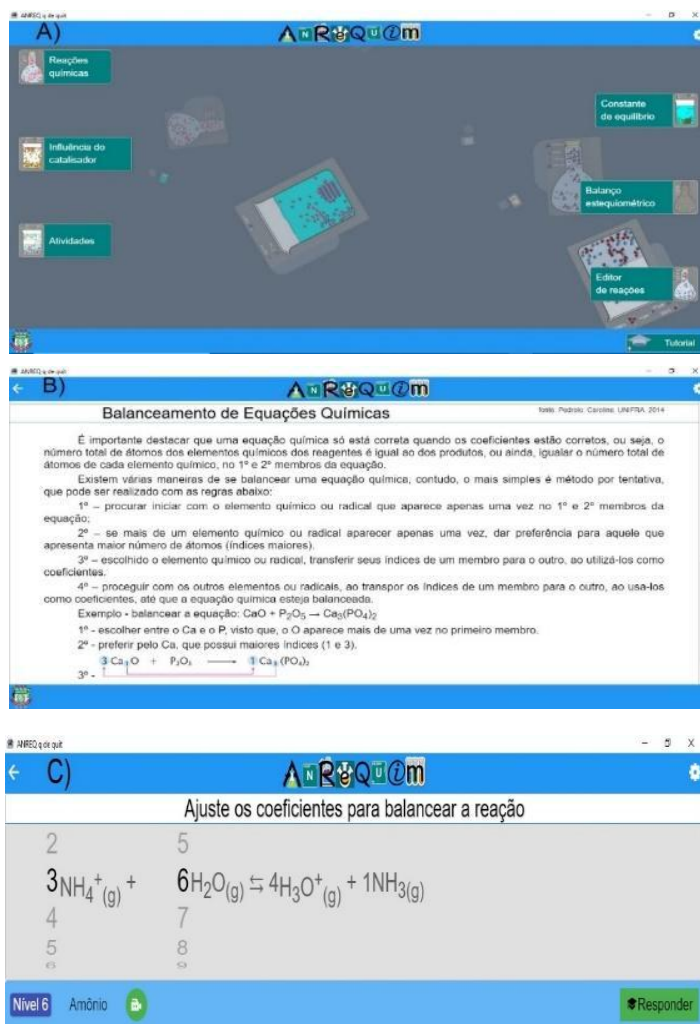 ANREQ q de quit
A) ANReQUim
Reações
químicas
Constante
de equilíbrio
Influência do
catalisador
Balanço
estequiométrico
Atividades
Editor
de reações
Tutorial
ANREQ q de quit
B) ANReQUim
Balanceamento de Equações Químicas
fonte: Pedrolo, Caroline, UNIFRA, 2014
É importante destacar que uma equação química só está correta quando os coeficientes estão corretos, ou seja, o
número total de átomos dos elementos químicos dos reagentes é igual ao dos produtos, ou ainda, igualar o número total de
átomos de cada elemento químico, no 1º e 2º membros da equação.
Existem várias maneiras de se balancear uma equação química, contudo, o mais simples é método por tentativa,
que pode ser realizado com as regras abaixo:
1º – procurar iniciar com o elemento químico ou radical que aparece apenas uma vez no 1º e 2º membros da
equação;
2º – se mais de um elemento químico ou radical aparecer apenas uma vez, dar preferência para aquele que
apresenta maior número de átomos (índices maiores).
3º – escolhido o elemento químico ou radical, transferir seus índices de um membro para o outro, ao utilizá-los como
coeficientes.
4º – proceguir com os outros elementos ou radicais, ao transpor os índices de um membro para o outro, ao usa-los
como coeficientes, até que a equação química esteja balanceada.
Exemplo - balancear a equação: CaO + P₂O₅ → Ca₃(PO₄)₂
1º - escolher entre o Ca e o P, visto que, o O aparece mais de uma vez no primeiro membro.
2º - preferir pelo Ca, que possui maiores índices (1 e 3).
3º - 3 Ca₁O + P₂O₅ ⟶ 1 Ca₃(PO₄)₂
ANREQ q de quit
C) ANReQUim
Ajuste os coeficientes para balancear a reação
2 5
3NH₄⁺(g) + 6H₂O(g) ⇆ 4H₃O⁺(g) + 1NH₃(g)
4 7
5 8
6 9
Nível 6 Amônio Responder